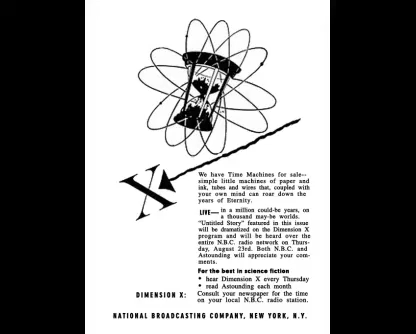 X
We have Time Machines for sale--
simple little machines of paper and
ink, tubes and wires that, coupled with
your own mind can roar down the
years of Eternity.
LIVE— in a million could-be years, on
a thousand may-be worlds.
"Untitled Story" featured in this issue
will be dramatized on the Dimension X
program and will be heard over the
entire N.B.C. radio network on Thurs-
day, August 23rd. Both N.B.C. and
Astounding will appreciate your com-
ments.
For the best in science fiction
• hear Dimension X every Thursday
• read Astounding each month
DIMENSION X: Consult your newspaper for the time
on your local N.B.C. radio station.
NATIONAL BROADCASTING COMPANY, NEW YORK, N.Y.